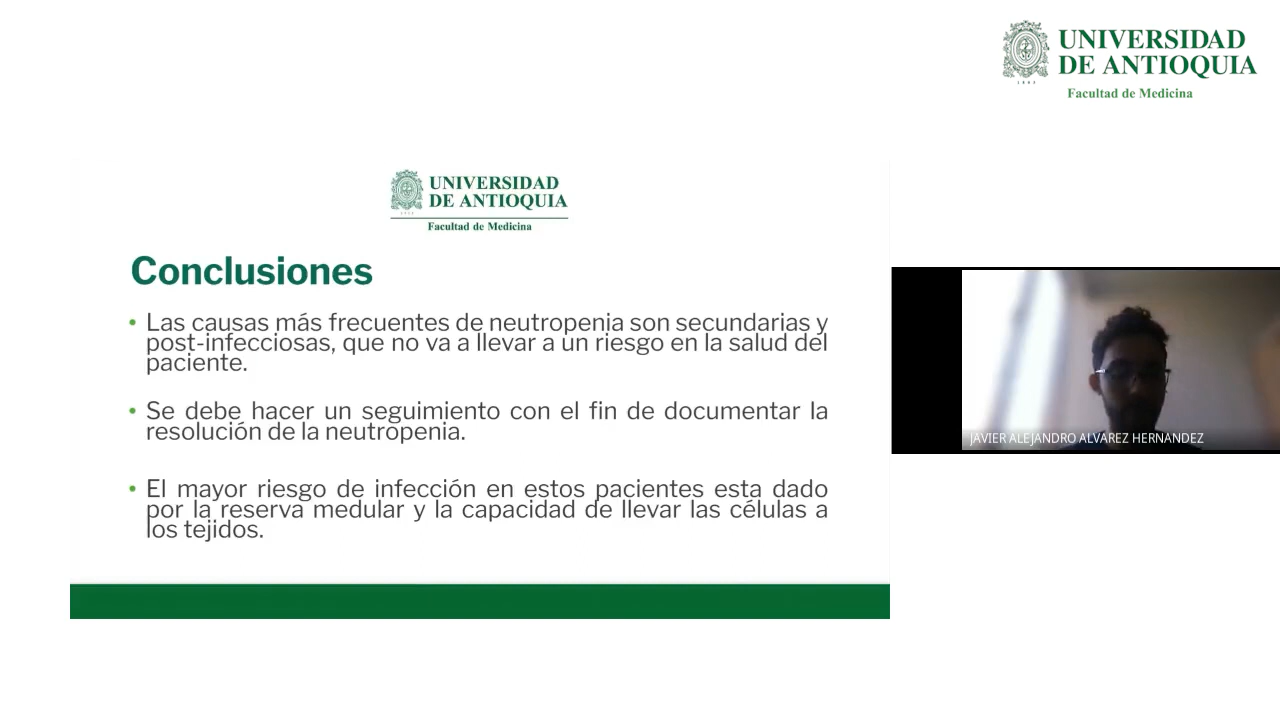 UNIVERSIDAD
DE ANTIOQUIA
Facultad de Medicina
UNIVERSIDAD
DE ANTIOQUIA
Facultad de Medicina
Conclusiones
• Las causas más frecuentes de neutropenia son secundarias y
post-infecciosas, que no va a llevar a un riesgo en la salud del
paciente.
• Se debe hacer un seguimiento con el fin de documentar la
resolución de la neutropenia.
• El mayor riesgo de infección en estos pacientes esta dado
por la reserva medular y la capacidad de llevar las células a
los tejidos.
JAVIER ALEJANDRO ALVAREZ HERNANDEZ